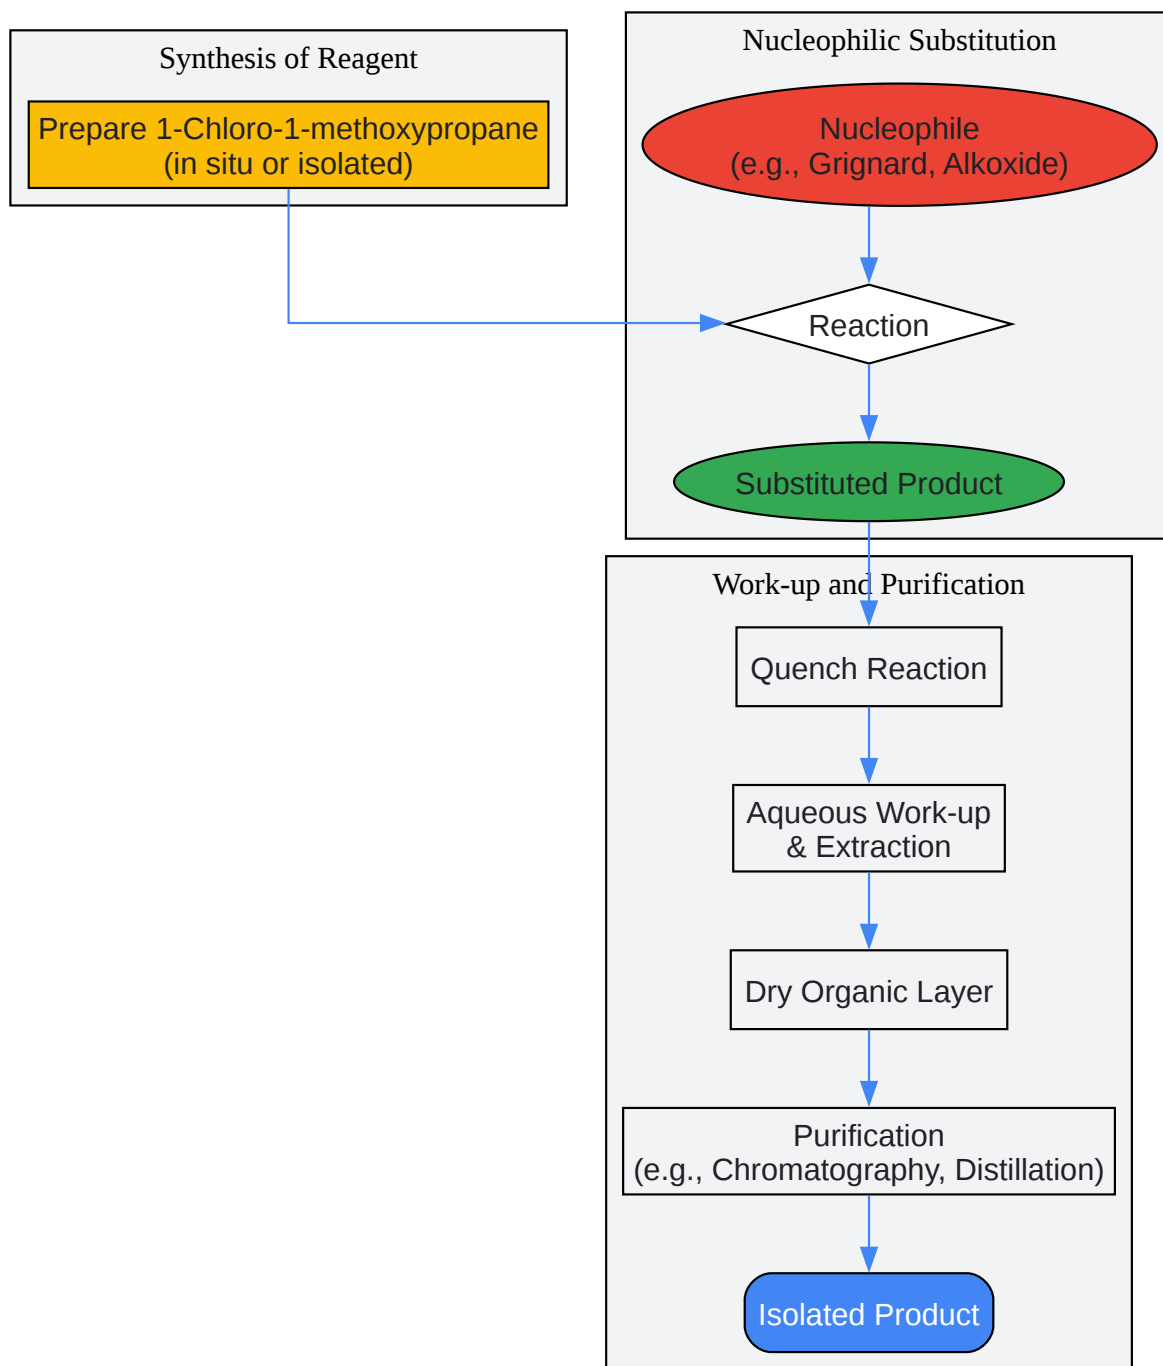 Synthesis of Reagent
Prepare 1-Chloro-1-methoxypropane
(in situ or isolated)
Nucleophilic Substitution
Nucleophile
(e.g., Grignard, Alkoxide)
Reaction
Substituted Product
Work-up and Purification
Quench Reaction
Aqueous Work-up
& Extraction
Dry Organic Layer
Purification
(e.g., Chromatography, Distillation)
Isolated Product